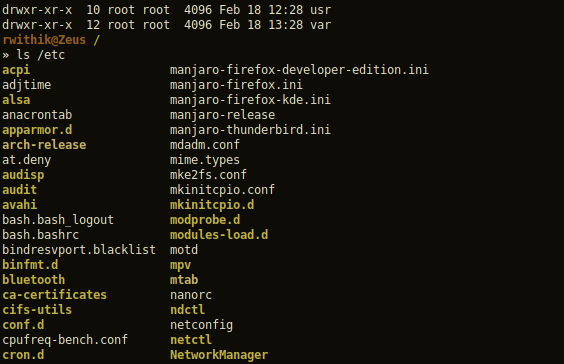 drwxr-xr-x  10 root root  4096 Feb 18 12:28 usr
drwxr-xr-x  12 root root  4096 Feb 18 13:28 var
rwithik@Zeus /
» ls /etc
acpi                    manjaro-firefox-developer-edition.ini
adjtime                 manjaro-firefox.ini
alsa                    manjaro-firefox-kde.ini
anacrontab              manjaro-release
apparmor.d              manjaro-thunderbird.ini
arch-release            mdadm.conf
at.deny                 mime.types
audisp                  mke2fs.conf
audit                   mkinitcpio.conf
avahi                   mkinitcpio.d
bash.bash_logout        modprobe.d
bash.bashrc             modules-load.d
bindresvport.blacklist  motd
binfmt.d                mpv
bluetooth               mtab
ca-certificates         nanorc
cifs-utils              ndctl
conf.d                  netconfig
cpufreq-bench.conf      netctl
cron.d                  NetworkManager